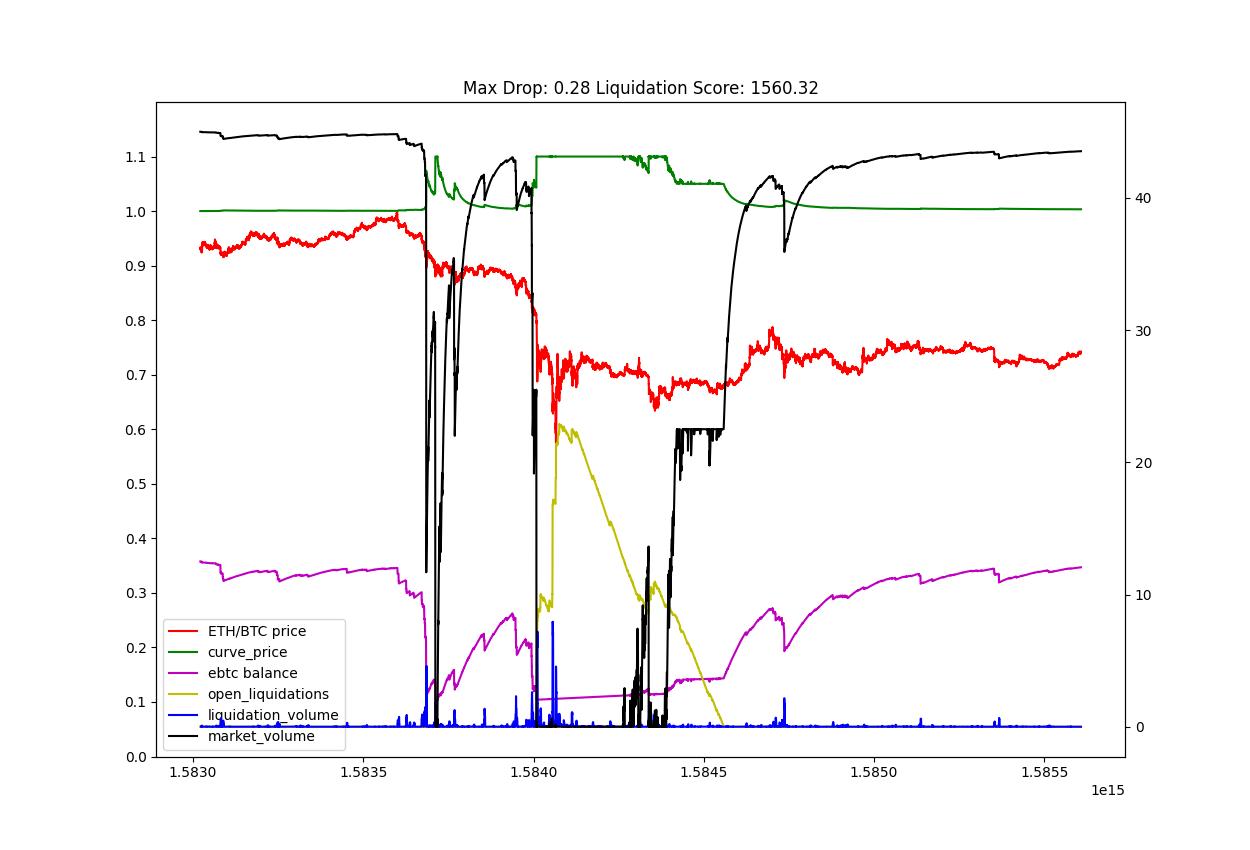 Max Drop: 0.28 Liquidation Score: 1560.32
1.1
1.0
0.9
0.8
0.7
0.6
0.5
0.4
0.3
0.2
0.1
0.0
40
30
20
10
0
ETH/BTC price
curve_price
ebtc balance
open_liquidations
liquidation_volume
market_volume
1.5830 1.5835 1.5840 1.5845 1.5850 1.5855
1e15